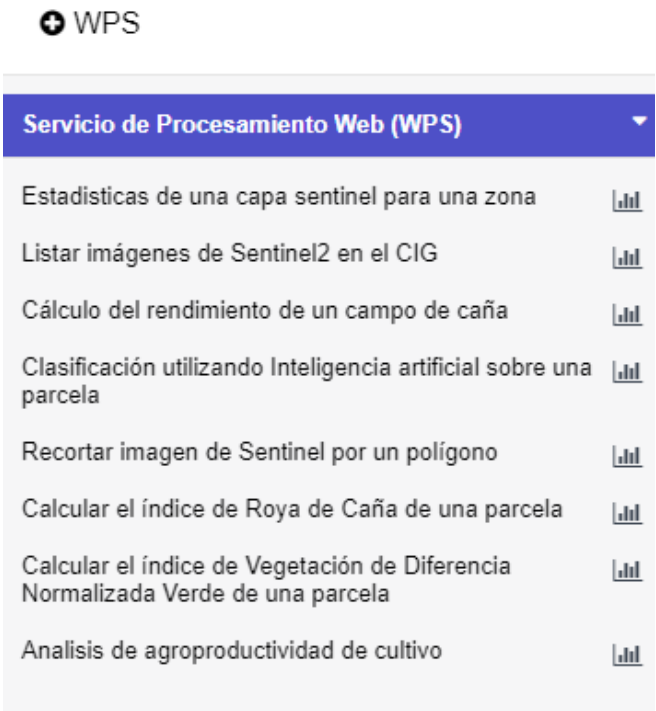 WPS
Servicio de Procesamiento Web (WPS)
Estadisticas de una capa sentinel para una zona
Listar imágenes de Sentinel2 en el CIG
Cálculo del rendimiento de un campo de caña
Clasificación utilizando Inteligencia artificial sobre una
parcela
Recortar imagen de Sentinel por un polígono
Calcular el índice de Roya de Caña de una parcela
Calcular el índice de Vegetación de Diferencia
Normalizada Verde de una parcela
Analisis de agroproductividad de cultivo